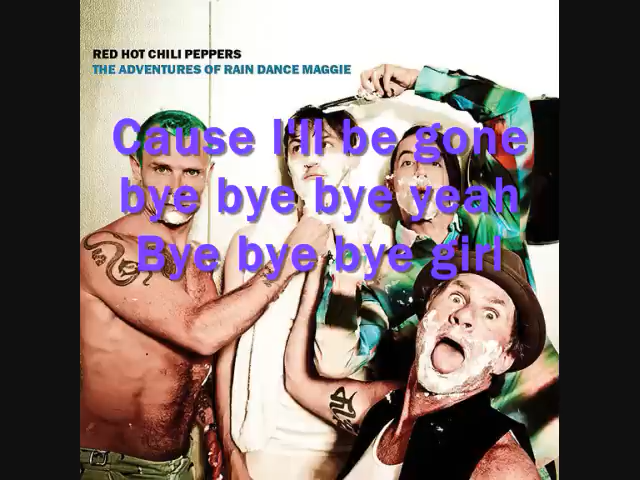 RED HOT CHILI PEPPERS
THE ADVENTURES OF RAIN DANCE MAGGIE
Cause I'll be gone
bye bye bye yeah
Bye bye bye girl